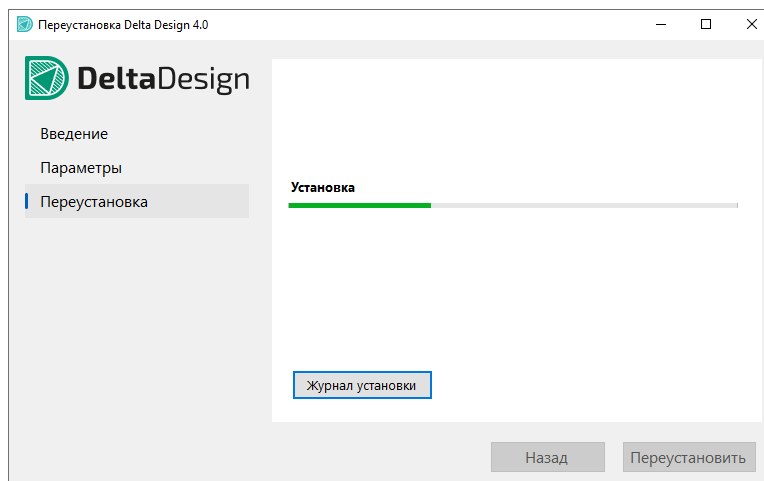 Переустановка Delta Design 4.0
DeltaDesign
Введение
Параметры
Переустановка
Установка
Журнал установки
Назад
Переустановить